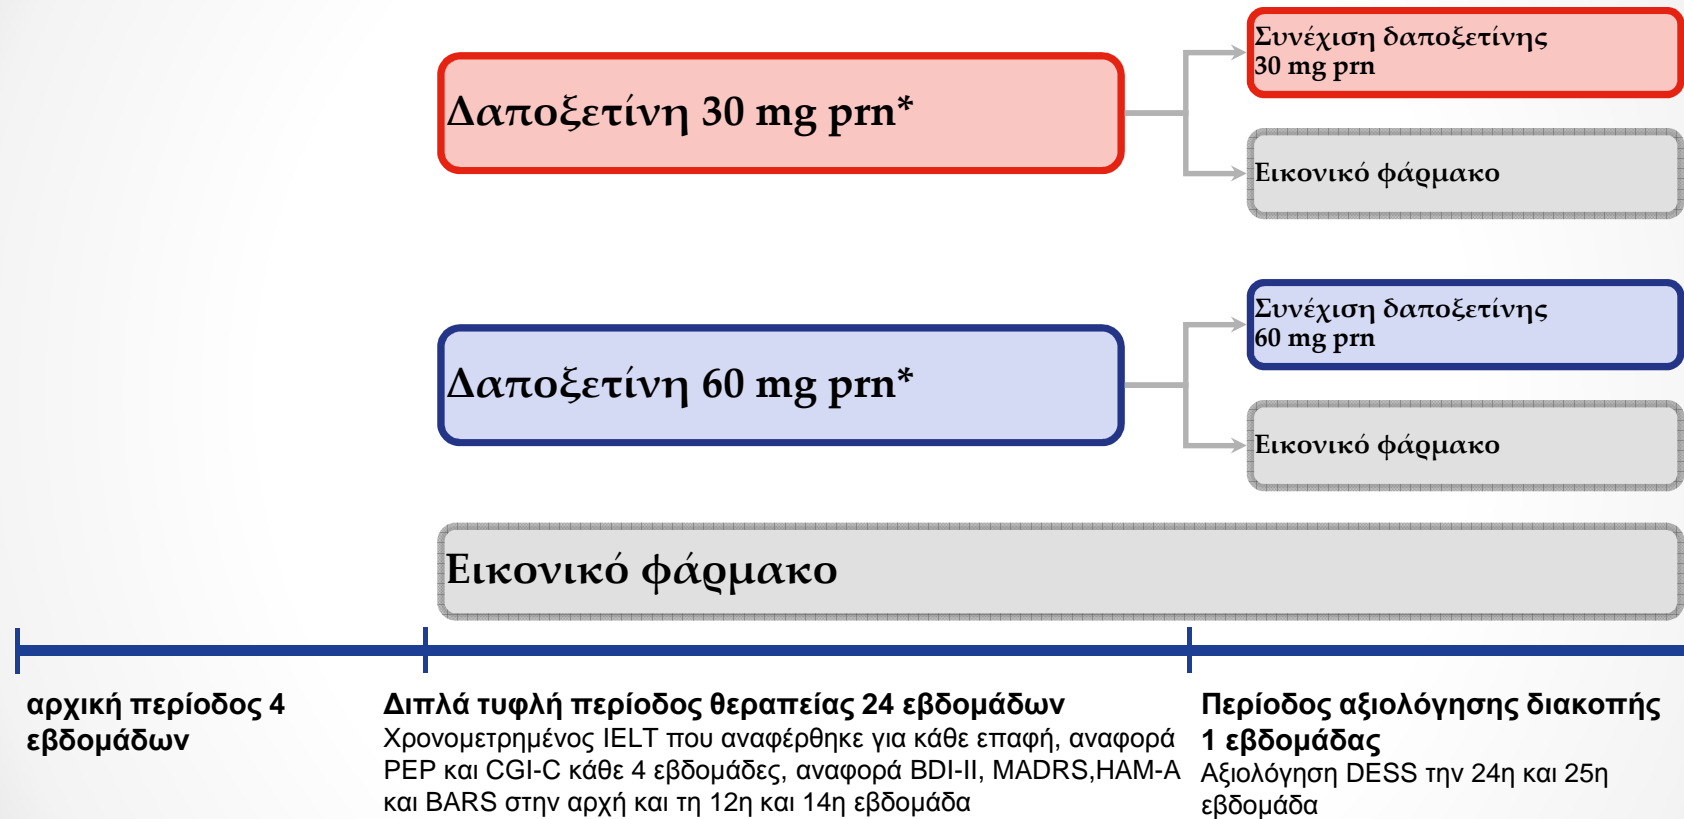 Δαποξετίνη 30 mg prn*
Συνέχιση δαποξετίνης
30 mg prn
Εικονικό φάρμακο
Δαποξετίνη 60 mg prn*
Συνέχιση δαποξετίνης
60 mg prn
Εικονικό φάρμακο
Εικονικό φάρμακο
αρχική περίοδος 4
εβδομάδων
Διπλά τυφλή περίοδος θεραπείας 24 εβδομάδων
Χρονομετρημένος IELT που αναφέρθηκε για κάθε επαφή, αναφορά
PEP και CGI-C κάθε 4 εβδομάδες, αναφορά BDI-II, MADRS,HAM-A
και BARS στην αρχή και τη 12η και 14η εβδομάδα
Περίοδος αξιολόγησης διακοπής
1 εβδομάδας
Αξιολόγηση DESS την 24η και 25η
εβδομάδα